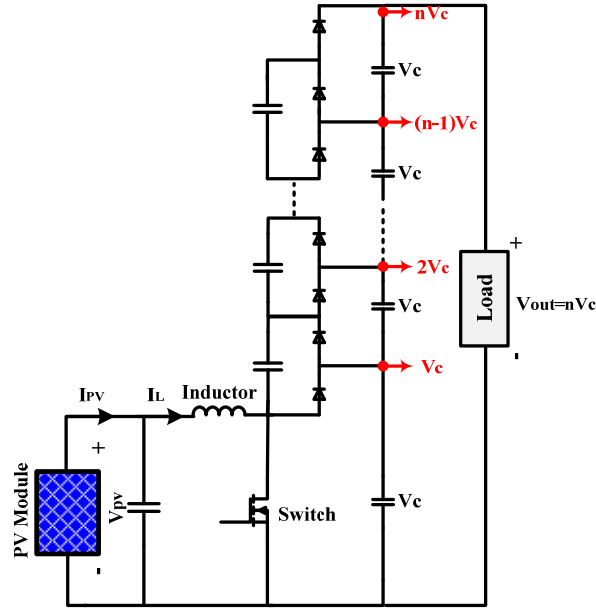 nVc
Vc
(n-1)Vc
Vc
2Vc
Vc
Vc
Load
+
Vout=nVc
-
IPV
IL
Inductor
+
PV Module
-
Vpv
Switch
Vc